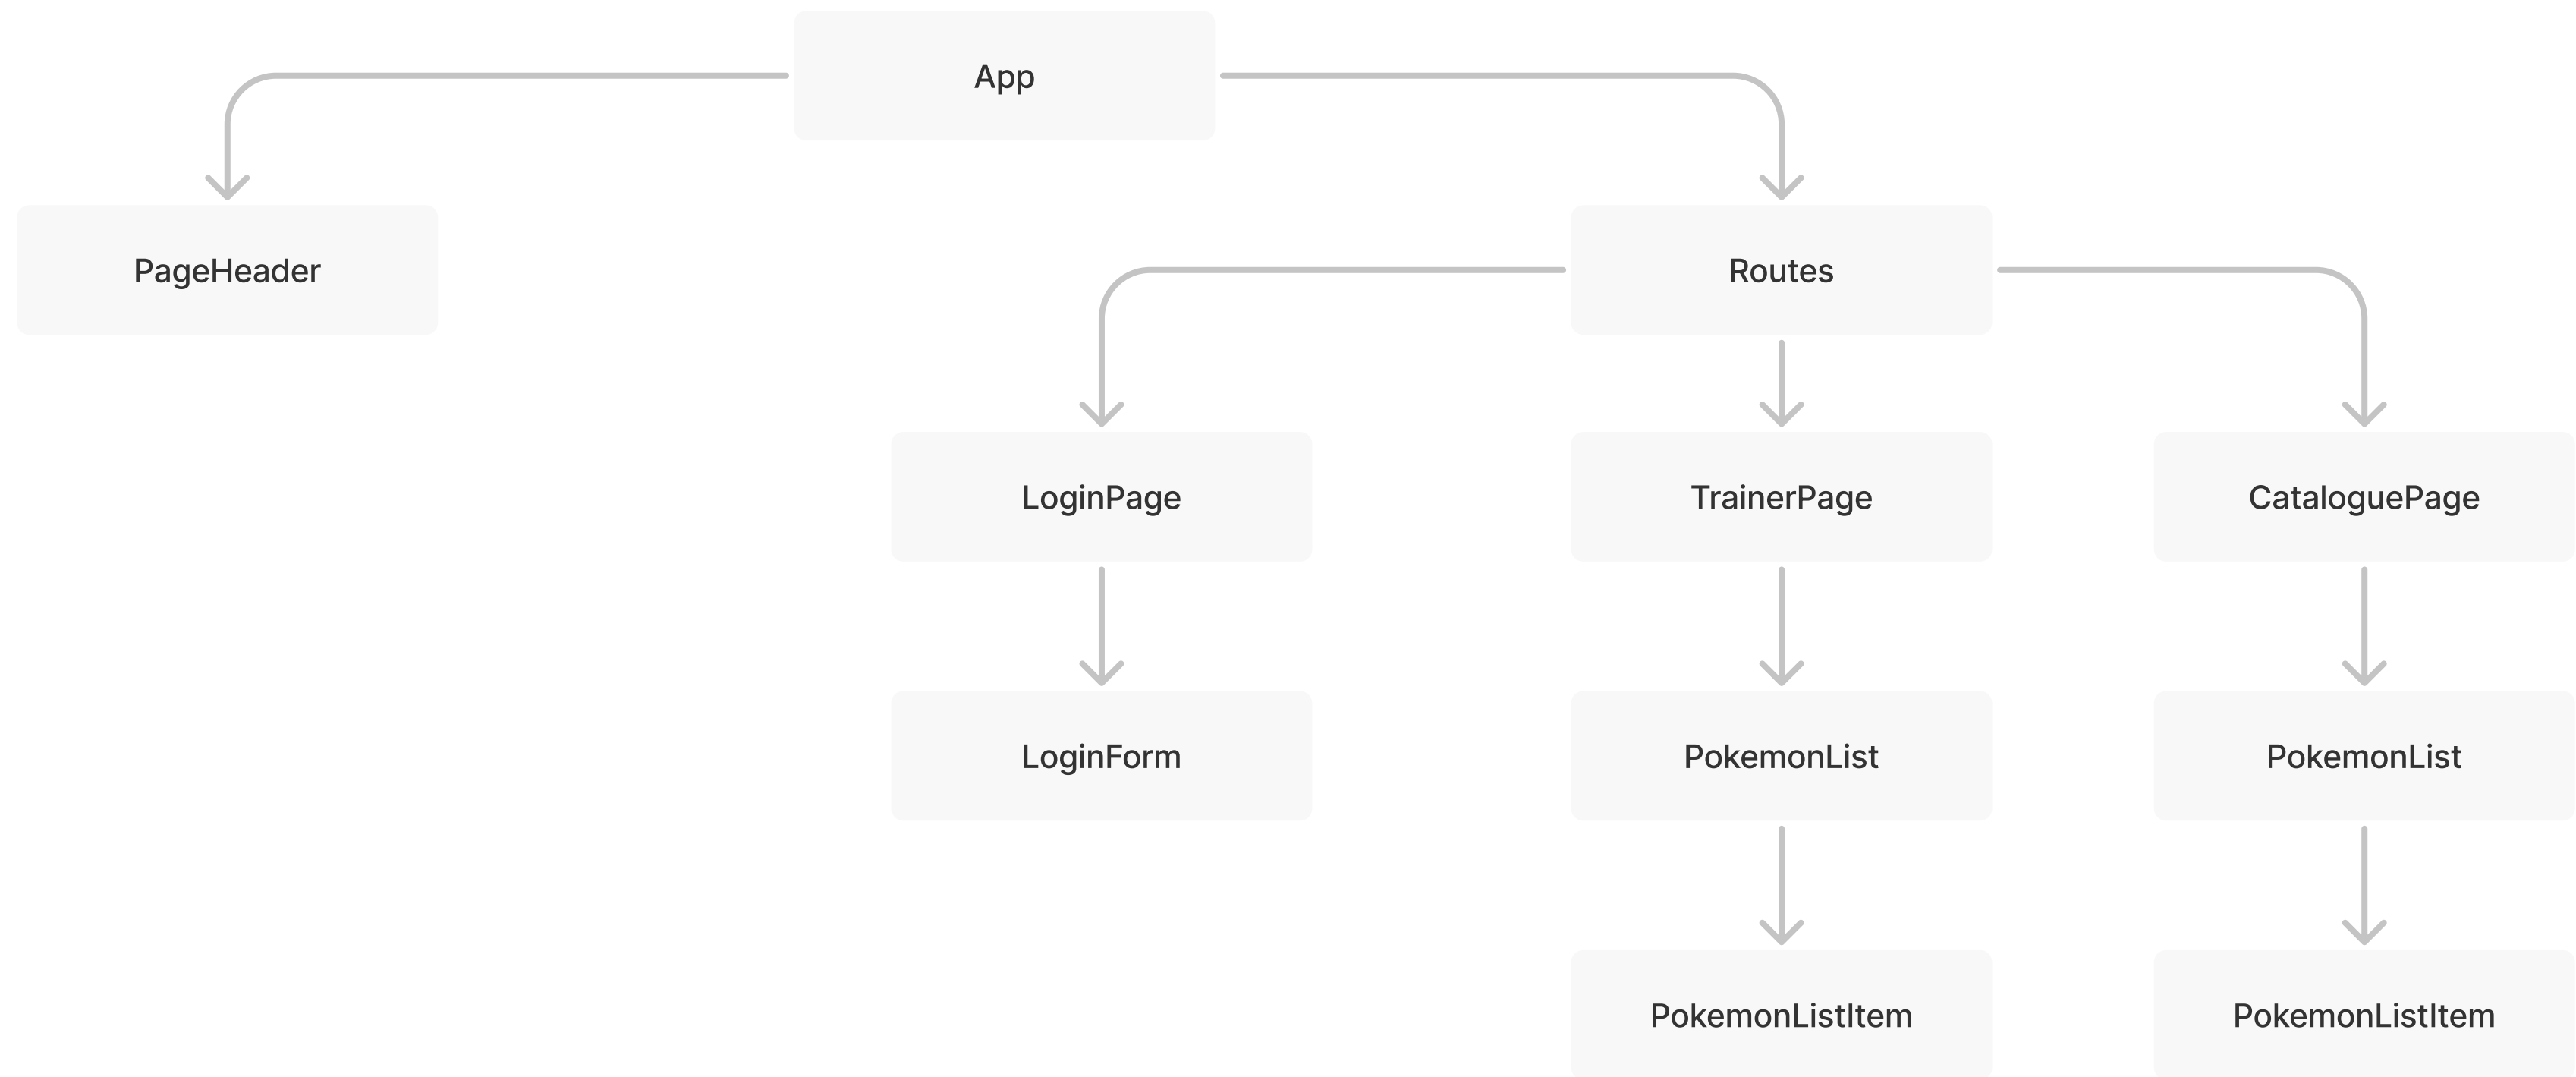 App
PageHeader
Routes
LoginPage
TrainerPage
CataloguePage
LoginForm
PokemonList
PokemonList
PokemonListItem
PokemonListItem